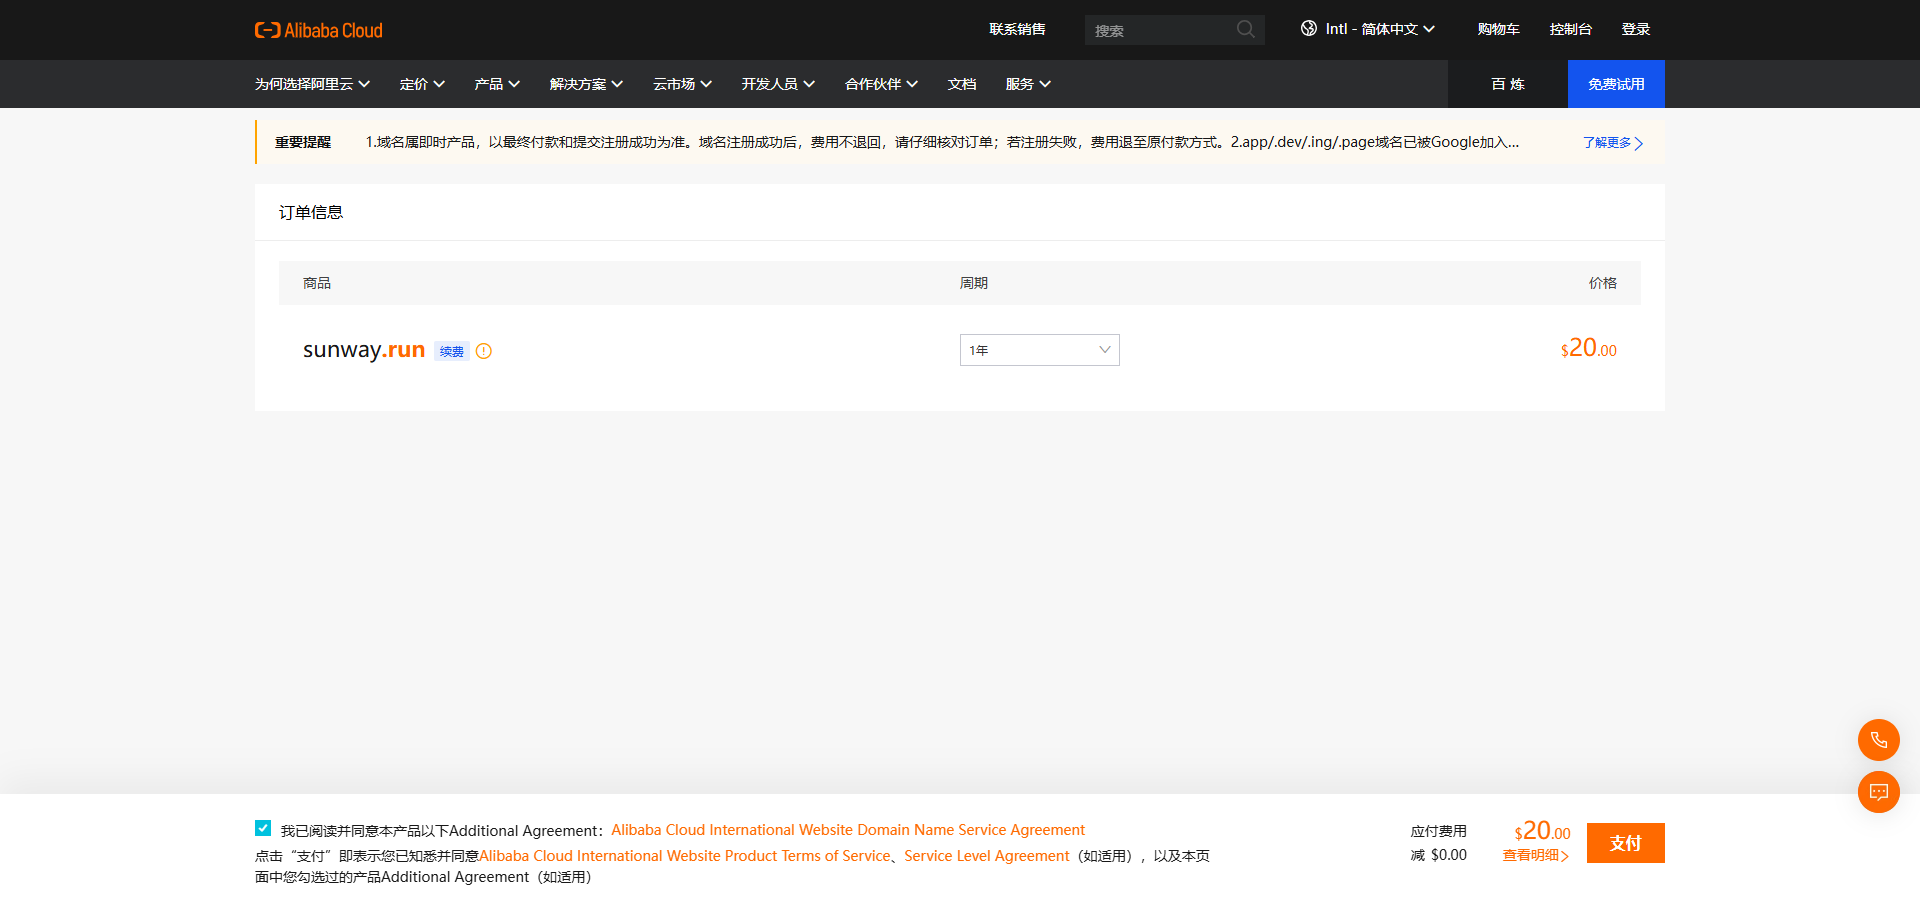 Alibaba Cloud 联系销售 搜索 Intl - 简体中文 购物车 控制台 登录
为何选择阿里云 定价 产品 解决方案 云市场 开发人员 合作伙伴 文档 服务 百 炼 免费试用
重要提醒 1.域名属即时产品，以最终付款和提交注册成功为准。域名注册成功后，费用不退回，请仔细核对订单；若注册失败，费用退至原付款方式。2.app/.dev/.ing/.page域名已被Google加入... 了解更多
订单信息
商品 周期 价格
sunway.run 续费 1年 $20.00
我已阅读并同意本产品以下Additional Agreement：Alibaba Cloud International Website Domain Name Service Agreement
点击“支付”即表示您已知悉并同意Alibaba Cloud International Website Product Terms of Service、Service Level Agreement（如适用），以及本页
面中您勾选过的产品Additional Agreement（如适用）
应付费用 $20.00
减 $0.00 查看明细
支付